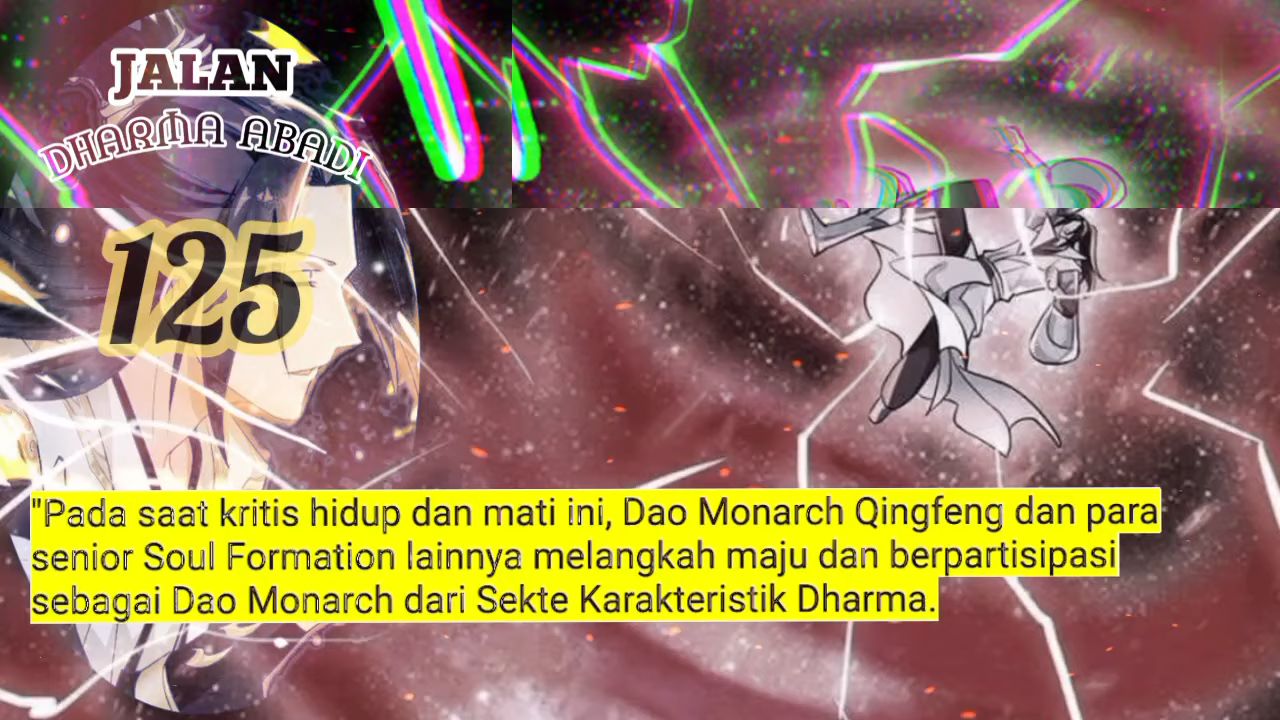 JALAN
DHARMA ABADI
125
"Pada saat kritis hidup dan mati ini, Dao Monarch Qingfeng dan para
senior Soul Formation lainnya melangkah maju dan berpartisipasi
sebagai Dao Monarch dari Sekte Karakteristik Dharma.